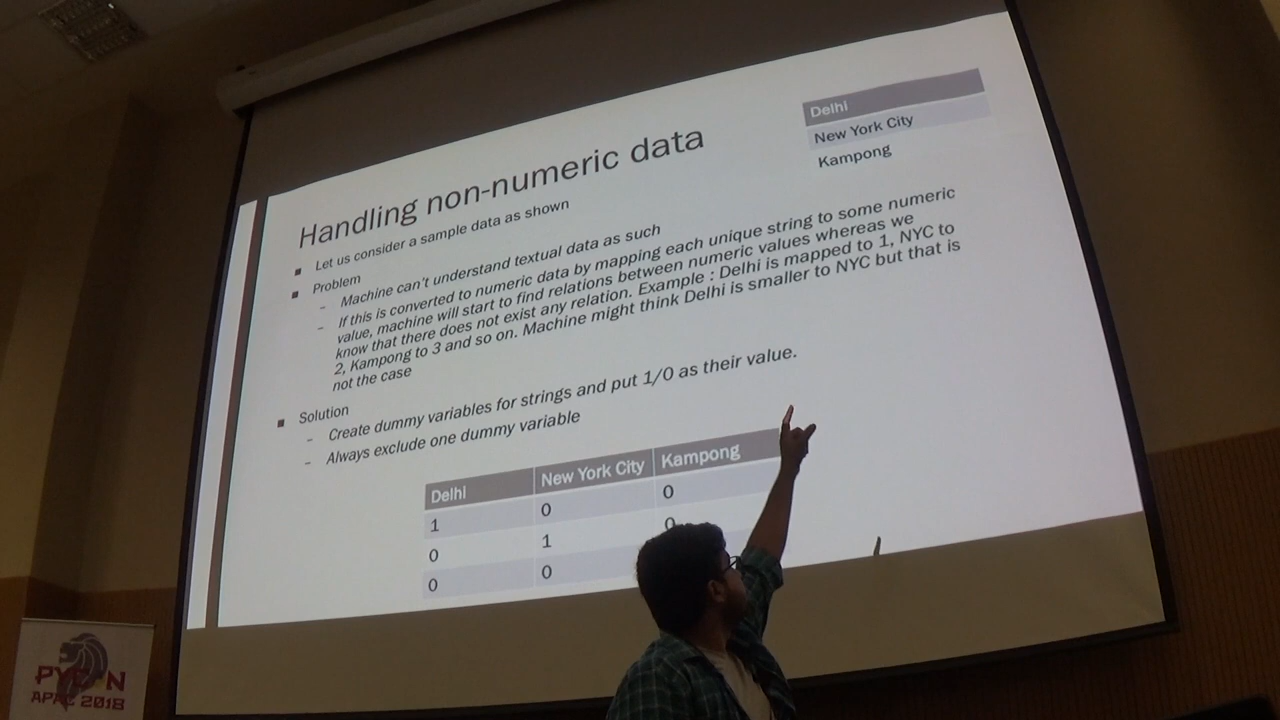 Delhi
New York City
Kampong
Handling non-numeric data
■ Let us consider a sample data as shown
■ Problem
– Machine can't understand textual data as such
– If this is converted to numeric data by mapping each unique string to some numeric
value, machine will start to find relations between numeric values whereas we
know that there does not exist any relation. Example : Delhi is mapped to 1, NYC to
2, Kampong to 3 and so on. Machine might think Delhi is smaller to NYC but that is
not the case
■ Solution
– Create dummy variables for strings and put 1/0 as their value.
– Always exclude one dummy variable
Delhi New York City Kampong
1 0 0
0 1 0
0 0
PYCON
APAC 2018